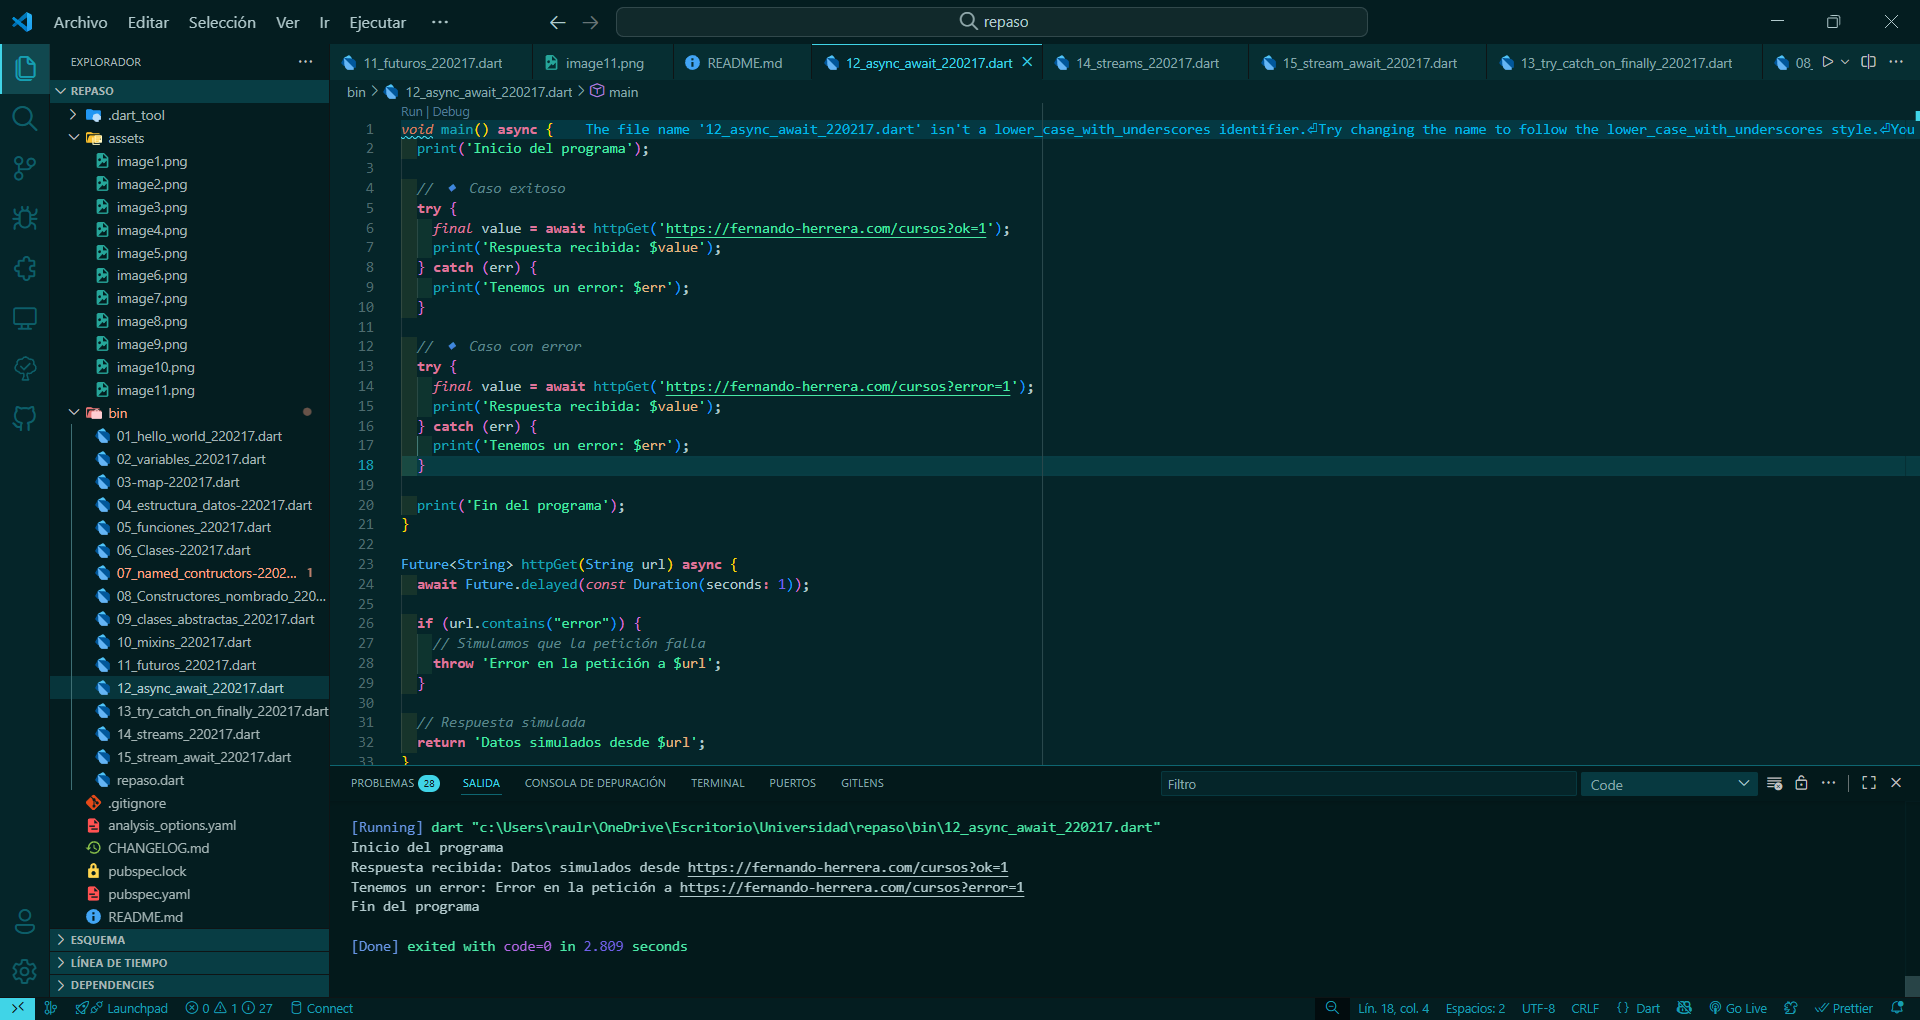 Archivo Editar Selección Ver Ir Ejecutar ···
repaso
EXPLORADOR
11_futuros_220217.dart
image11.png
README.md
12_async_await_220217.dart
14_streams_220217.dart
15_stream_await_220217.dart
13_try_catch_on_finally_220217.dart
08_
REPASO
.dart_tool
assets
image1.png
image2.png
image3.png
image4.png
image5.png
image6.png
image7.png
image8.png
image9.png
image10.png
image11.png
bin
01_hello_world_220217.dart
02_variables_220217.dart
03-map-220217.dart
04_estructura_datos-220217.dart
05_funciones_220217.dart
06_Clases-220217.dart
07_named_contructors-2202... 1
08_Constructores_nombrado_220...
09_clases_abstractas_220217.dart
10_mixins_220217.dart
11_futuros_220217.dart
12_async_await_220217.dart
13_try_catch_on_finally_220217.dart
14_streams_220217.dart
15_stream_await_220217.dart
repaso.dart
.gitignore
analysis_options.yaml
CHANGELOG.md
pubspec.lock
pubspec.yaml
README.md
ESQUEMA
LÍNEA DE TIEMPO
DEPENDENCIES
bin > 12_async_await_220217.dart > main
Run | Debug
1 void main() async { The file name '12_async_await_220217.dart' isn't a lower_case_with_underscores identifier.⏎Try changing the name to follow the lower_case_with_underscores style.⏎You
2 print('Inicio del programa');
3
4 // 🔹 Caso exitoso
5 try {
6 final value = await httpGet('https://fernando-herrera.com/cursos?ok=1');
7 print('Respuesta recibida: $value');
8 } catch (err) {
9 print('Tenemos un error: $err');
10 }
11
12 // 🔹 Caso con error
13 try {
14 final value = await httpGet('https://fernando-herrera.com/cursos?error=1');
15 print('Respuesta recibida: $value');
16 } catch (err) {
17 print('Tenemos un error: $err');
18 }
19
20 print('Fin del programa');
21 }
22
23 Future<String> httpGet(String url) async {
24 await Future.delayed(const Duration(seconds: 1));
25
26 if (url.contains("error")) {
27 // Simulamos que la petición falla
28 throw 'Error en la petición a $url';
29 }
30
31 // Respuesta simulada
32 return 'Datos simulados desde $url';
33 }
PROBLEMAS 28 SALIDA CONSOLA DE DEPURACIÓN TERMINAL PUERTOS GITLENS
Filtro
Code
[Running] dart "c:\Users\raulr\OneDrive\Escritorio\Universidad\repaso\bin\12_async_await_220217.dart"
Inicio del programa
Respuesta recibida: Datos simulados desde https://fernando-herrera.com/cursos?ok=1
Tenemos un error: Error en la petición a https://fernando-herrera.com/cursos?error=1
Fin del programa
[Done] exited with code=0 in 2.809 seconds
Launchpad 0 1 27 Connect
Lín. 18, col. 4 Espacios: 2 UTF-8 CRLF {} Dart Go Live Prettier